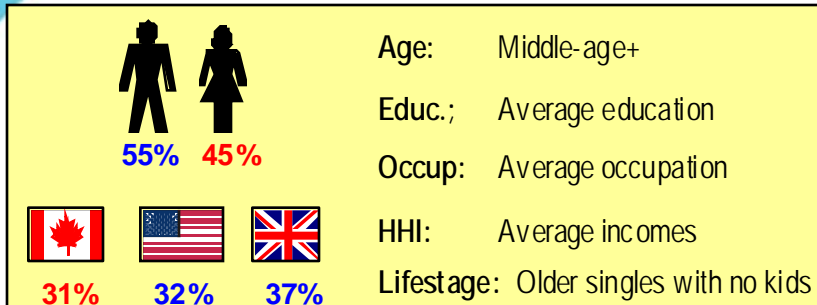 55% 45%
31% 32% 37%
Age: Middle-age+
Educ.; Average education
Occup: Average occupation
HHI: Average incomes
Lifestage: Older singles with no kids